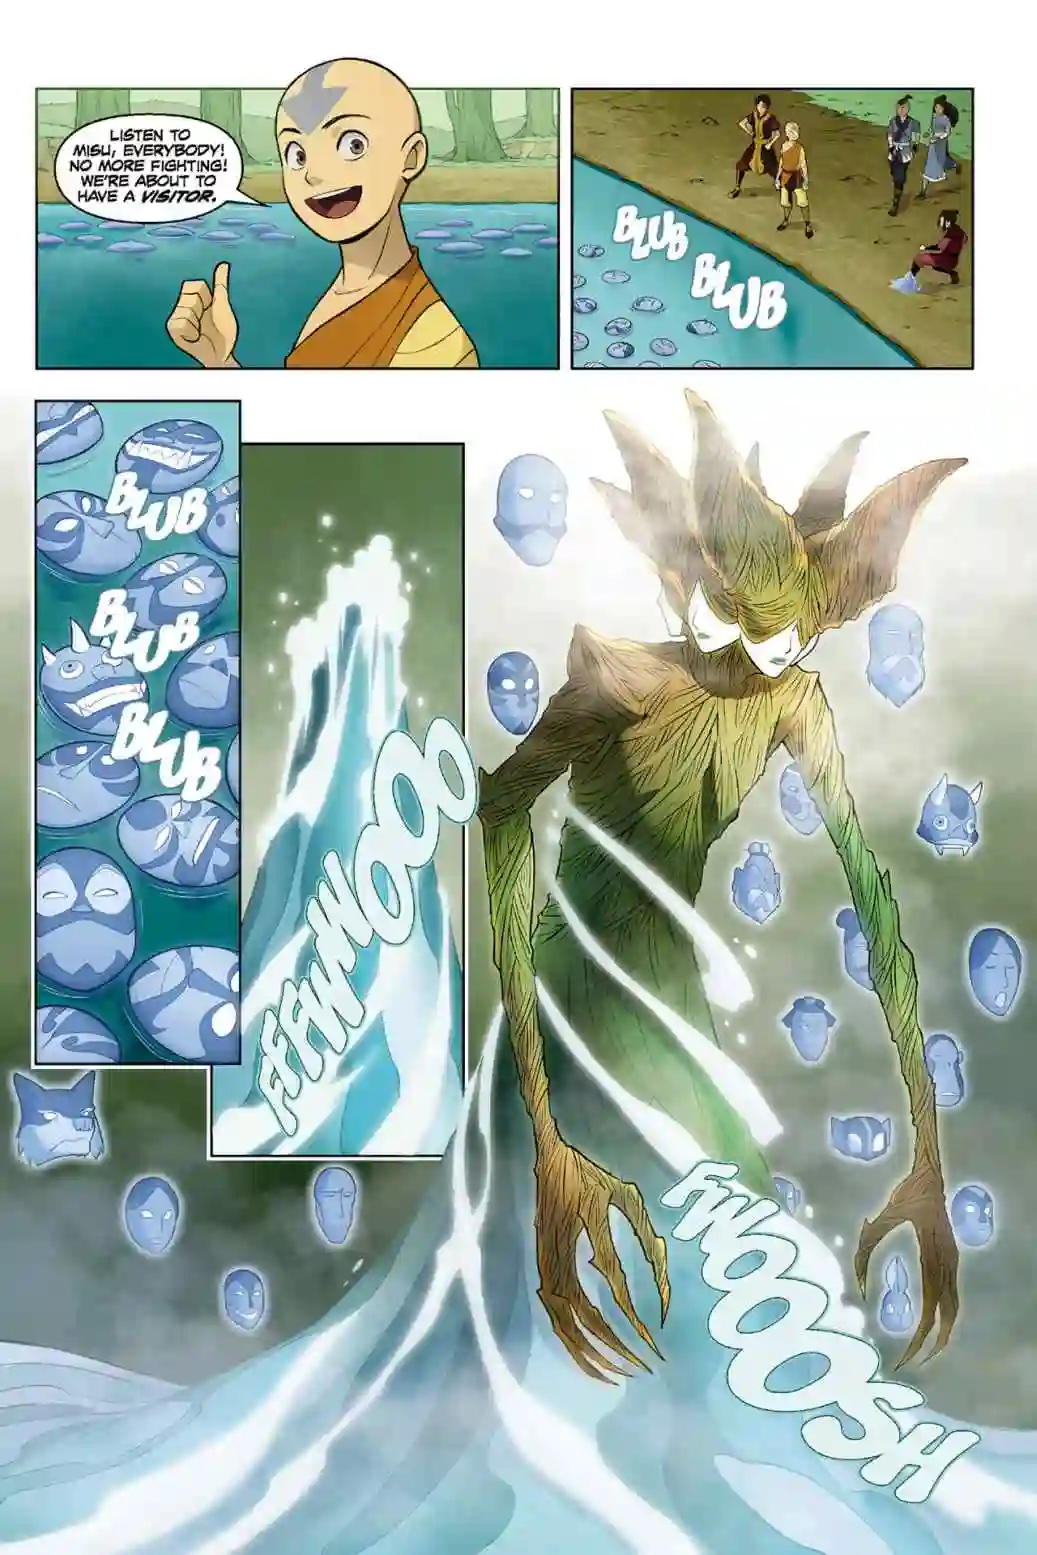 LISTEN TO
MISU, EVERYBODY!
NO MORE FIGHTING!
WE'RE ABOUT TO
HAVE A VISITOR.
BLUB
BLUB
BLUB
BLUB
BLUB
FFFWWOOO
FWOOOSH